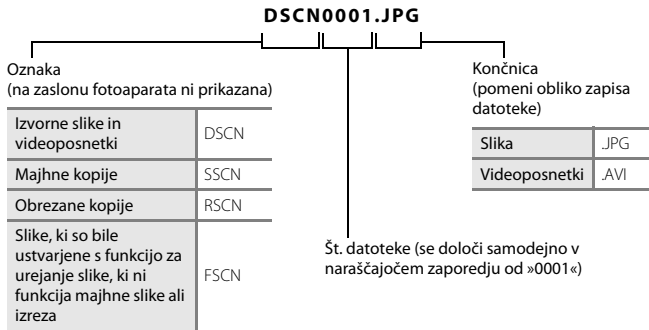 DSCN0001.JPG
Oznaka
(na zaslonu fotoaparata ni prikazana)
Izvorne slike in
videoposnetki
DSCN
Majhne kopije
SSCN
Obrezane kopije
RSCN
Slike, ki so bile
ustvarjene s funkcijo za
urejanje slike, ki ni
funkcija majhne slike ali
izreza
FSCN
Končnica
(pomeni obliko zapisa
datoteke)
Slika
.JPG
Videoposnetki
.AVI
Št. datoteke (se določi samodejno v
naraščajočem zaporedju od »0001«)